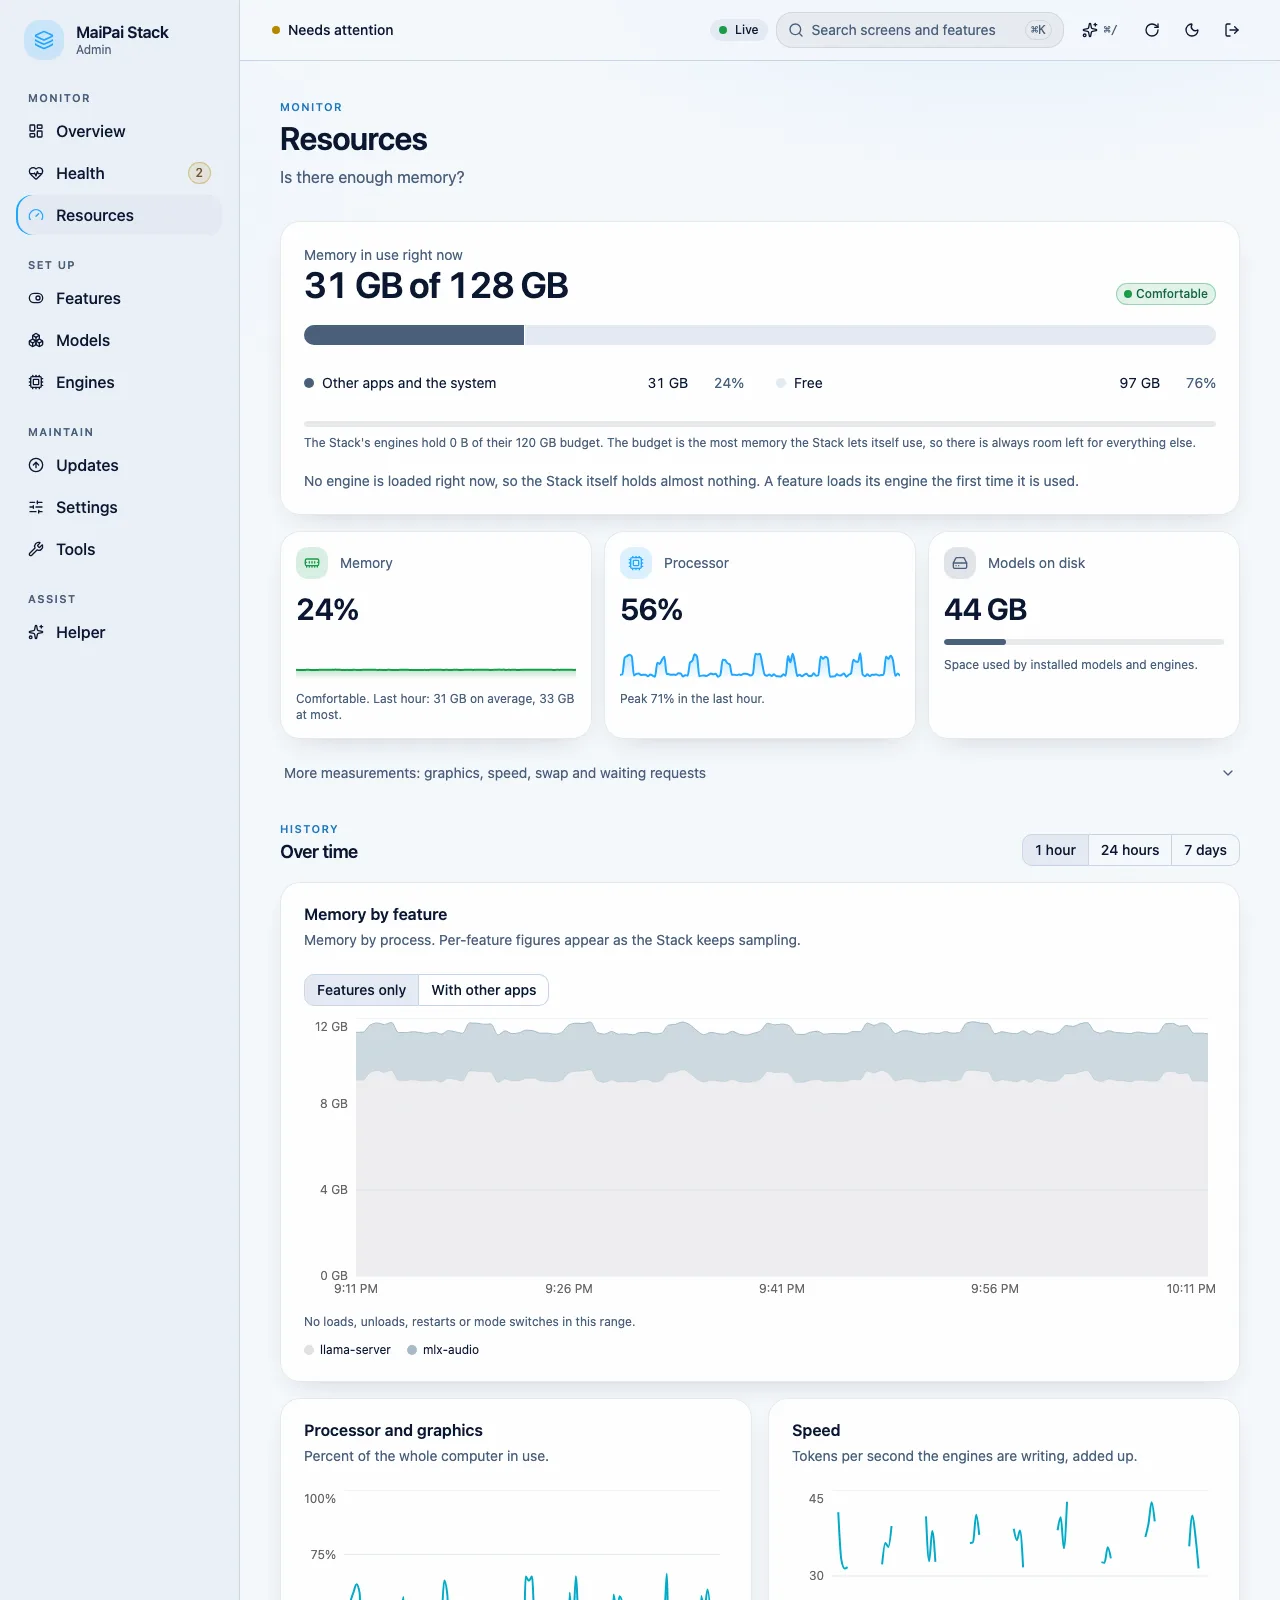 MaiPai Stack
Admin
Needs attention
Live
Search screens and features
⌘K
⌘/
MONITOR
Overview
Health
2
Resources
SET UP
Features
Models
Engines
MAINTAIN
Updates
Settings
Tools
ASSIST
Helper
MONITOR
Resources
Is there enough memory?
Memory in use right now
31 GB of 128 GB
Comfortable
Other apps and the system 31 GB 24%
Free 97 GB 76%
The Stack's engines hold 0 B of their 120 GB budget. The budget is the most memory the Stack lets itself use, so there is always room left for everything else.
No engine is loaded right now, so the Stack itself holds almost nothing. A feature loads its engine the first time it is used.
Memory
24%
Comfortable. Last hour: 31 GB on average, 33 GB
at most.
Processor
56%
Peak 71% in the last hour.
Models on disk
44 GB
Space used by installed models and engines.
More measurements: graphics, speed, swap and waiting requests
HISTORY
Over time
1 hour
24 hours
7 days
Memory by feature
Memory by process. Per-feature figures appear as the Stack keeps sampling.
Features only
With other apps
12 GB
8 GB
4 GB
0 GB
9:11 PM
9:26 PM
9:41 PM
9:56 PM
10:11 PM
No loads, unloads, restarts or mode switches in this range.
llama-server
mlx-audio
Processor and graphics
Percent of the whole computer in use.
100%
75%
Speed
Tokens per second the engines are writing, added up.
45
30